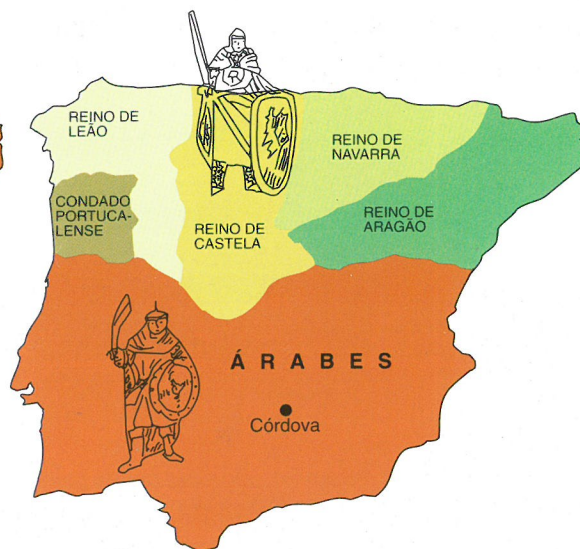 REINO DE
LEÃO
REINO DE
NAVARRA
CONDADO
PORTUCA-
LENSE
REINO DE
CASTELA
REINO DE
ARAGÃO
ÁRABES
Córdova